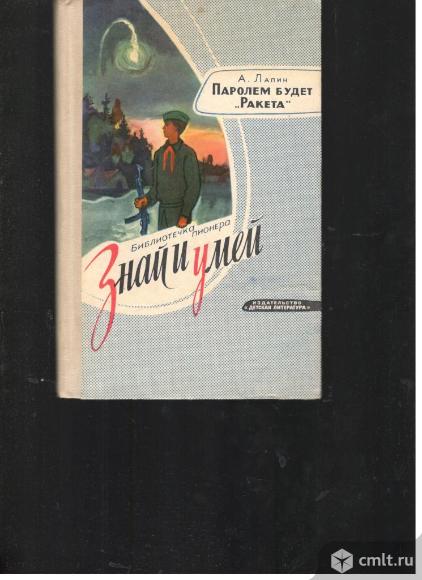 А. Лапин
Паролем будет
„Ракета“
Библиотечка пионера
Знай и умей
ИЗДАТЕЛЬСТВО
«ДЕТСКАЯ ЛИТЕРАТУРА»
cmlt.ru